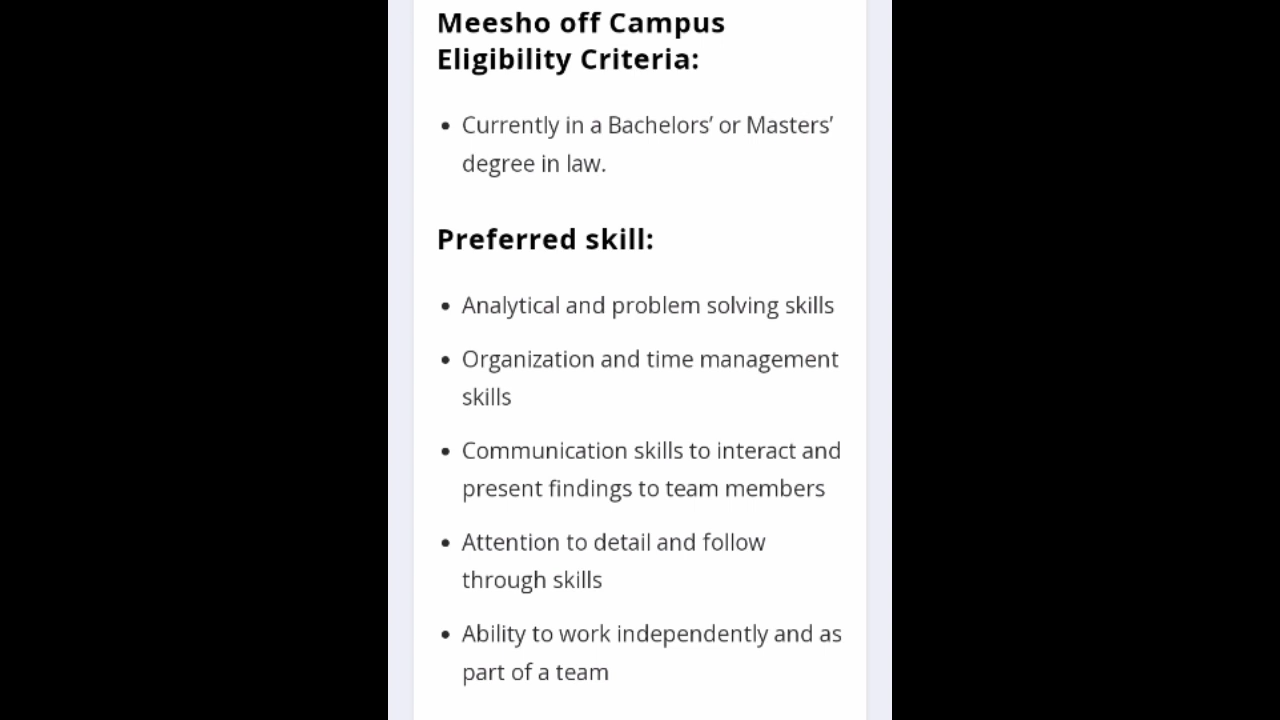 Meesho off Campus
Eligibility Criteria:
• Currently in a Bachelors’ or Masters’
degree in law.
Preferred skill:
• Analytical and problem solving skills
• Organization and time management
skills
• Communication skills to interact and
present findings to team members
• Attention to detail and follow
through skills
• Ability to work independently and as
part of a team